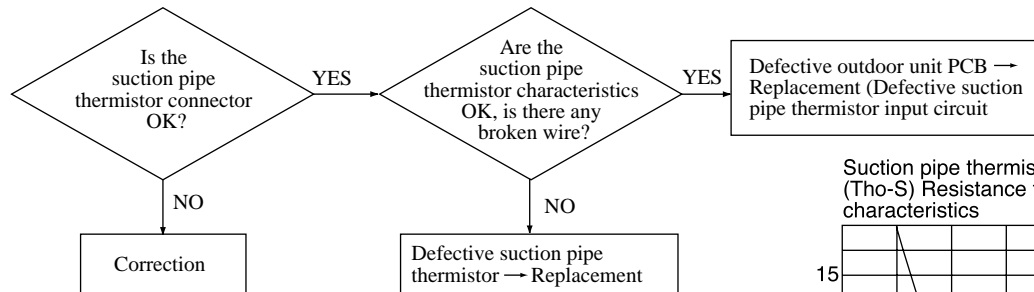 Is the
suction pipe
thermistor connector
OK?
YES
Are the
suction pipe
thermistor characteristics
OK, is there any
broken wire?
YES
Defective outdoor unit PCB →
Replacement (Defective suction
pipe thermistor input circuit
NO
Correction
NO
Defective suction pipe
thermistor → Replacement
Suction pipe
(Tho-S) Resistance
characteristics
15